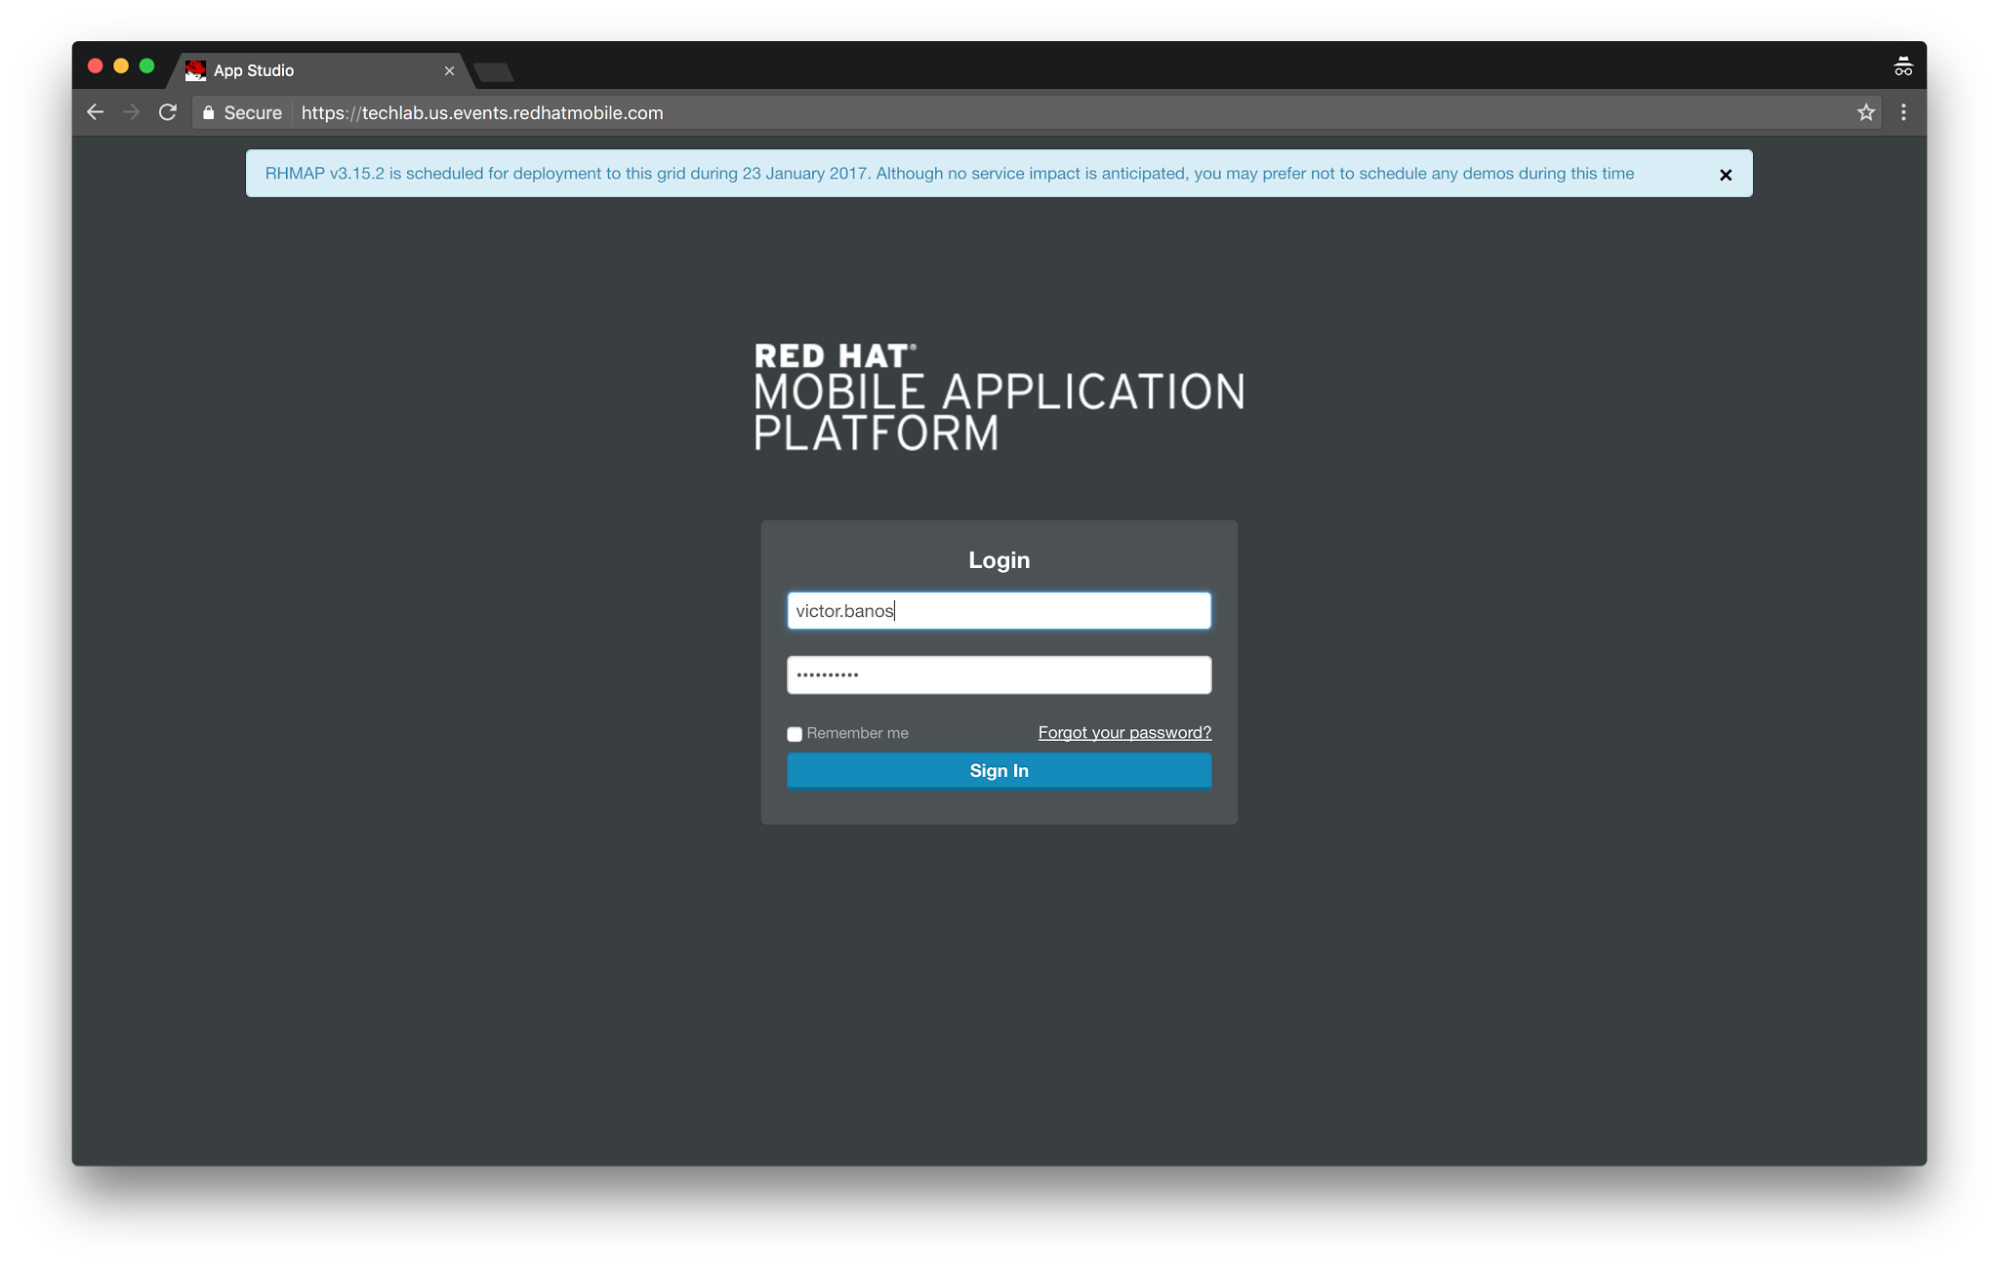 App Studio
Secure https://techlab.us.events.redhatmobile.com
RHMAP v3.15.2 is scheduled for deployment to this grid during 23 January 2017. Although no service impact is anticipated, you may prefer not to schedule any demos during this time
RED HAT®
MOBILE APPLICATION
PLATFORM
Login
victor.banos
••••••••••
Remember me Forgot your password?
Sign In